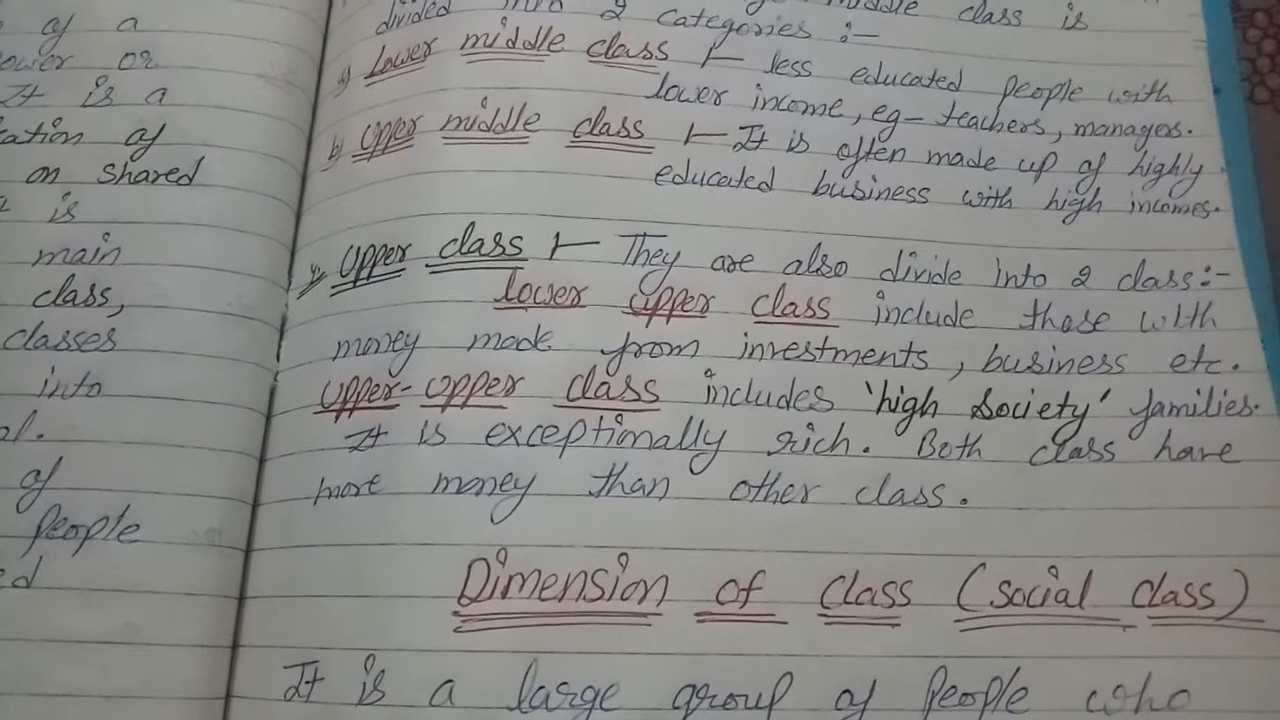 of a
ower or
It is a
ation of
on shared
is
main
class,
classes
into
of
People
divided into 2 categories :-
a) Lower middle class :- less educated people with
lower income, eg- teachers, managers.
b) Upper middle class :- It is often made up of highly
educated business with high incomes.
Upper class :- They are also divide into 2 class:-
lower upper class include those with
money made from investments, business etc.
Upper-upper class includes 'high society' families.
It is exceptionally rich. Both class have
more money than other class.
Dimension of class (social class)
It is a large group of people who